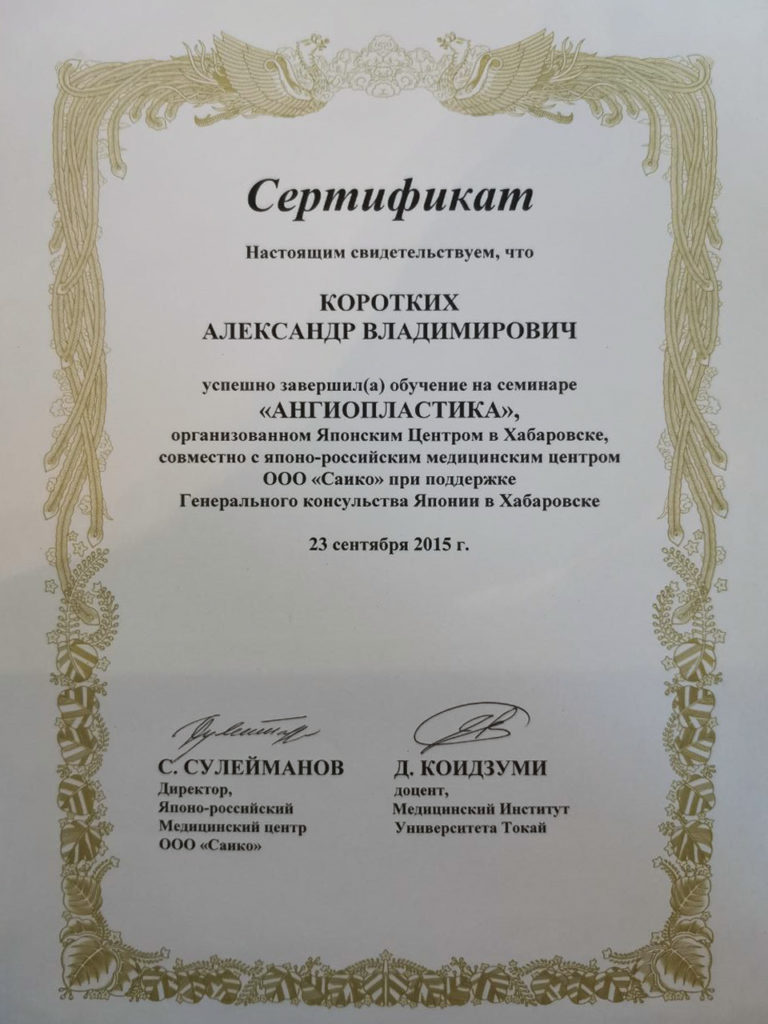 Сертификат
Настоящим свидетельствуем, что
КОРОТКИХ
АЛЕКСАНДР ВЛАДИМИРОВИЧ
успешно завершил(а) обучение на семинаре
«АНГИОПЛАСТИКА»,
организованном Японским Центром в Хабаровске,
совместно с японо-российским медицинским центром
ООО «Саико» при поддержке
Генерального консульства Японии в Хабаровске
23 сентября 2015 г.
С. СУЛЕЙМАНОВ
Директор,
Японо-российский
Медицинский центр
ООО «Саико»
Д. КОИДЗУМИ
доцент,
Медицинский Институт
Университета Токай